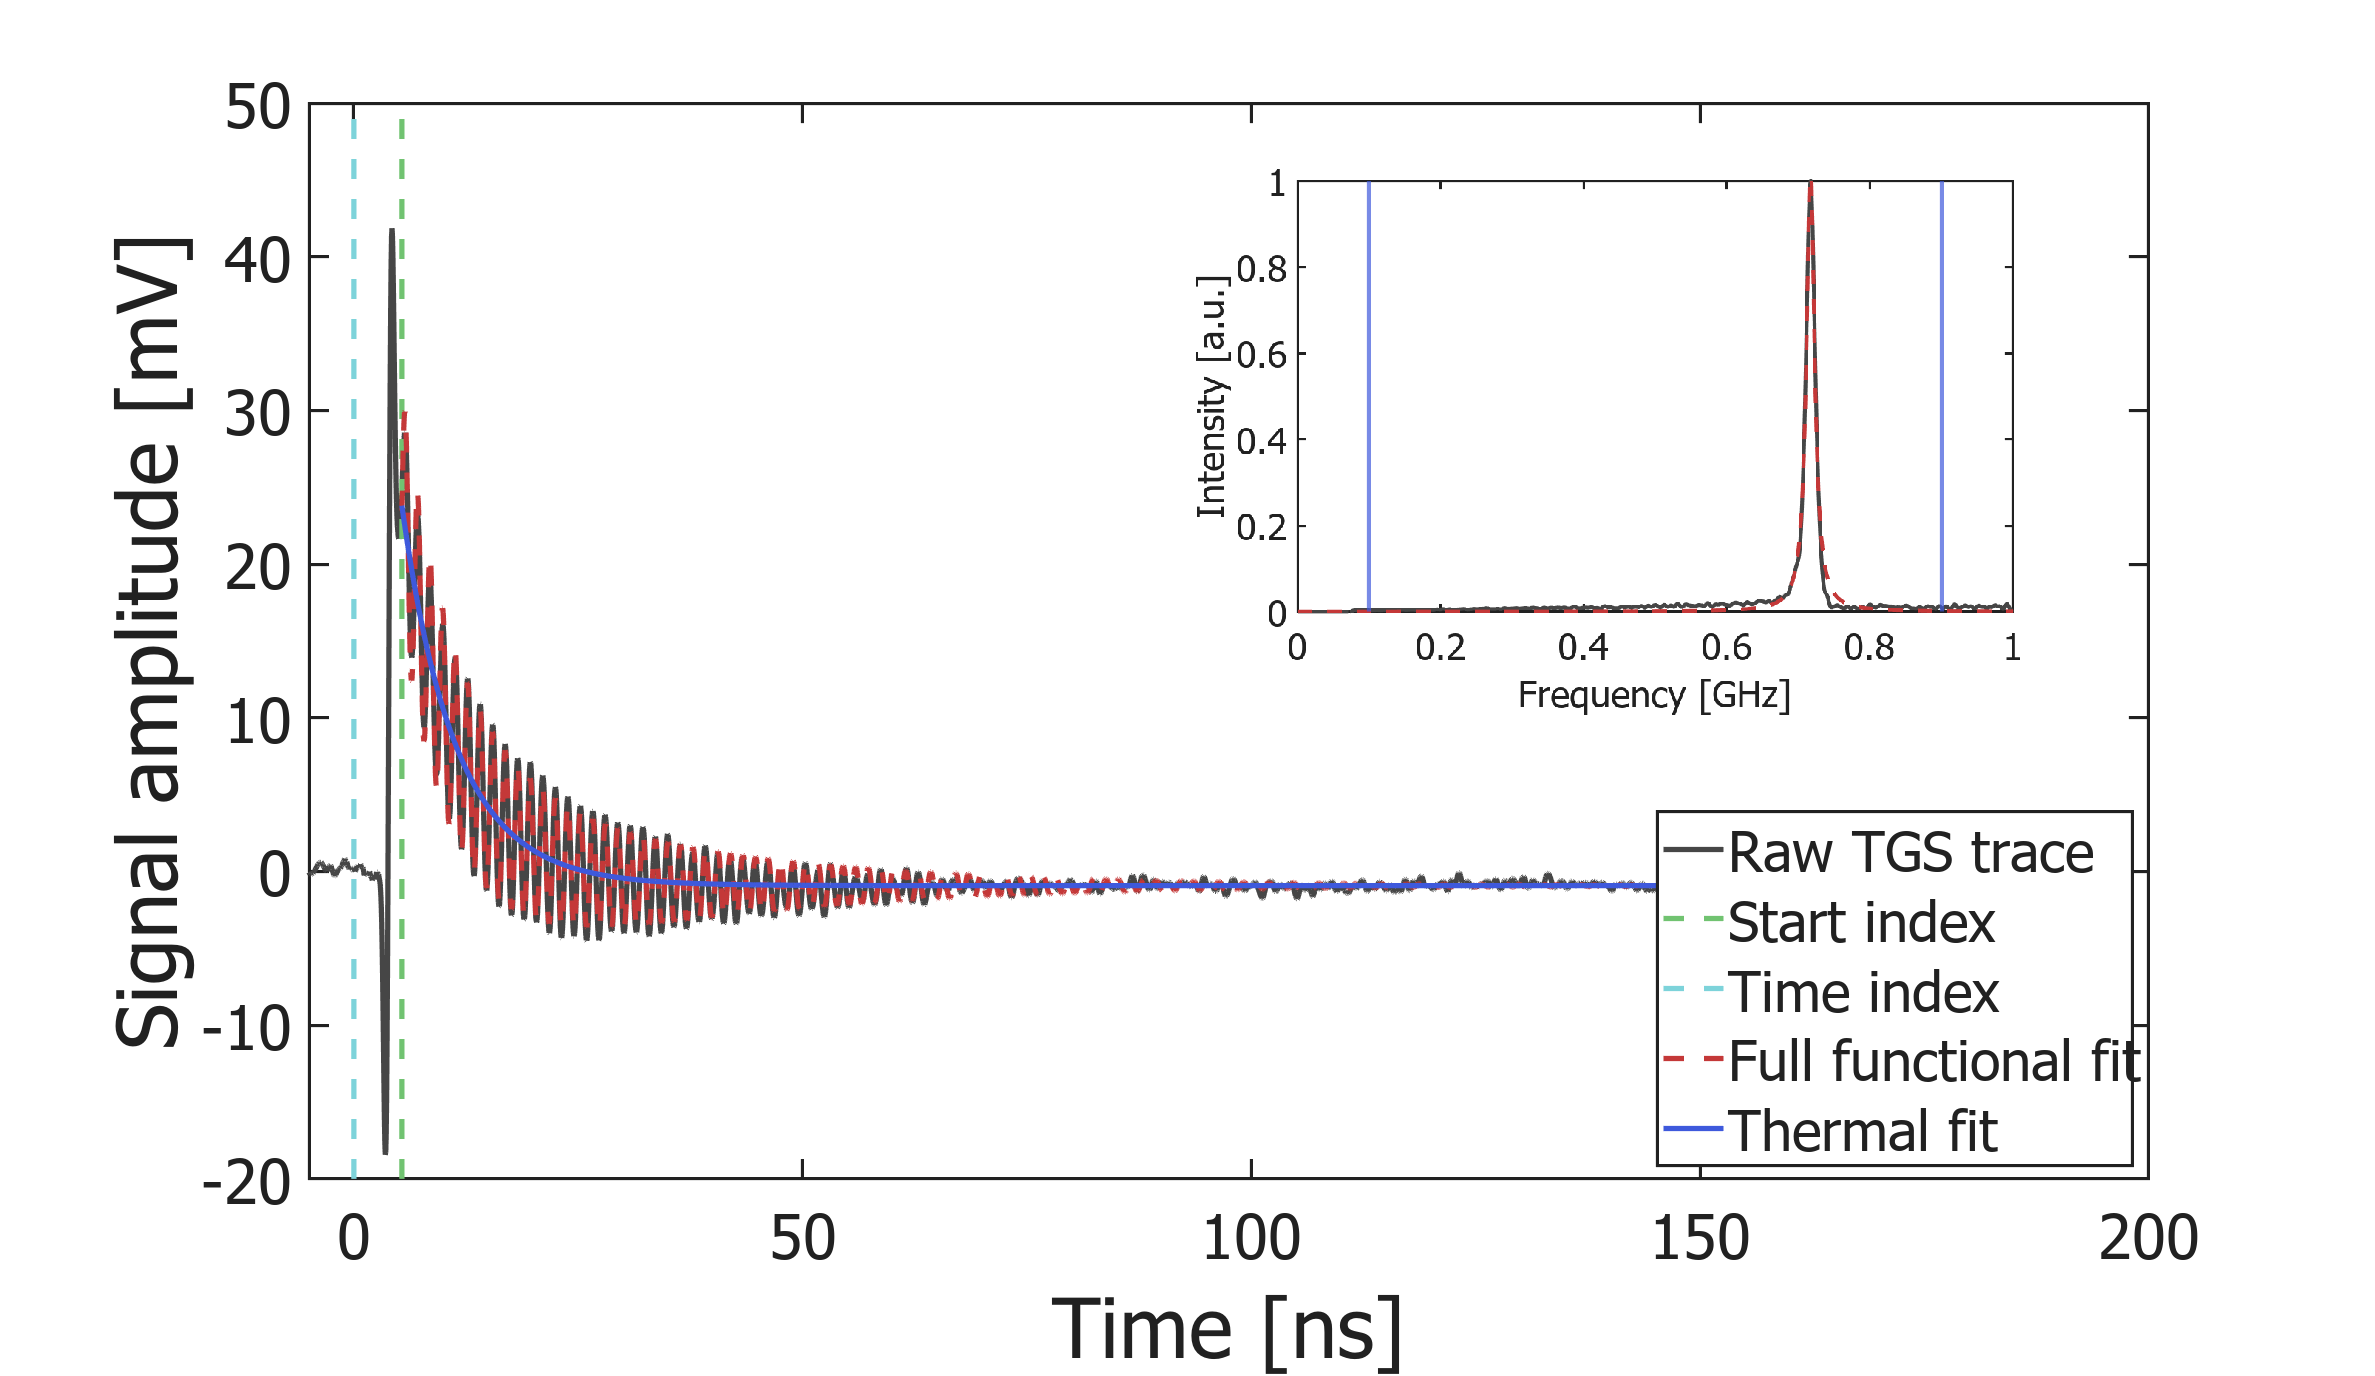 50
40
30
20
10
0
-10
-20
Signal amplitude [mV]
0
50
100
150
200
Time [ns]
1
0.8
0.6
0.4
0.2
0
Intensity [a.u.]
0
0.2
0.4
0.6
0.8
1
Frequency [GHz]
Raw TGS trace
Start index
Time index
Full functional fit
Thermal fit